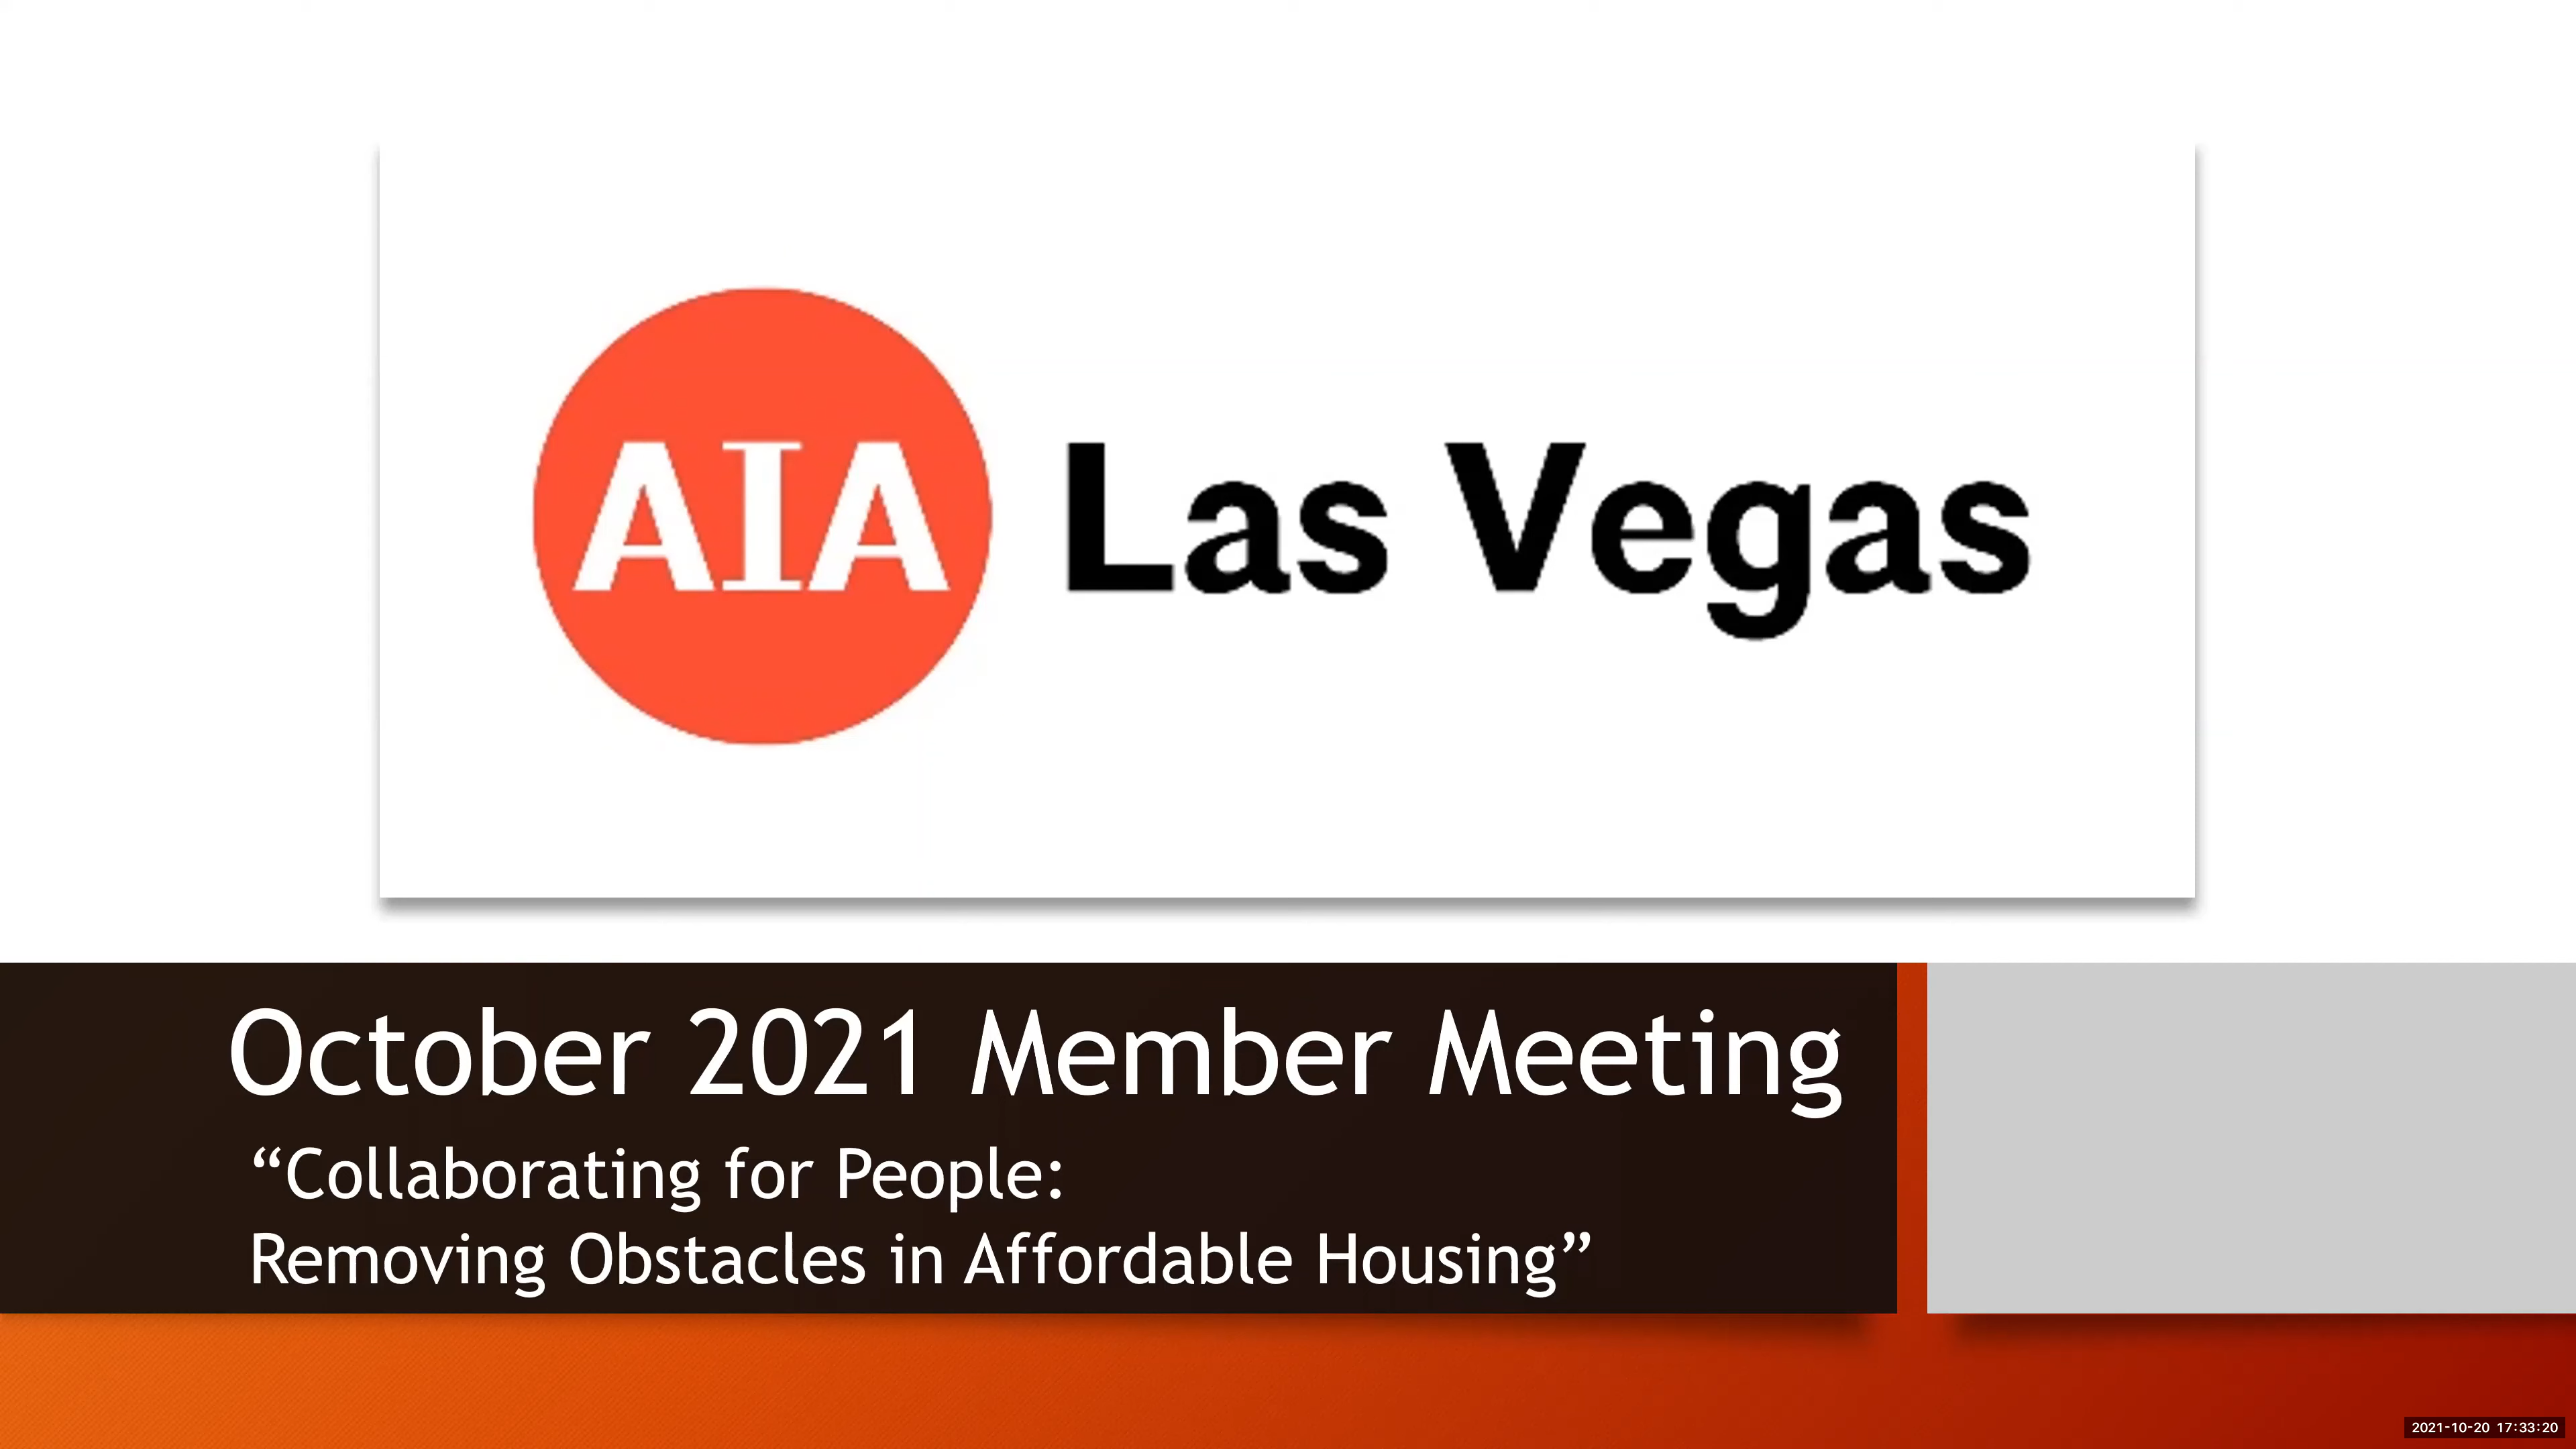 AIA Las Vegas
October 2021 Member Meeting
“Collaborating for People:
Removing Obstacles in Affordable Housing”
2021-10-20 17:33:20